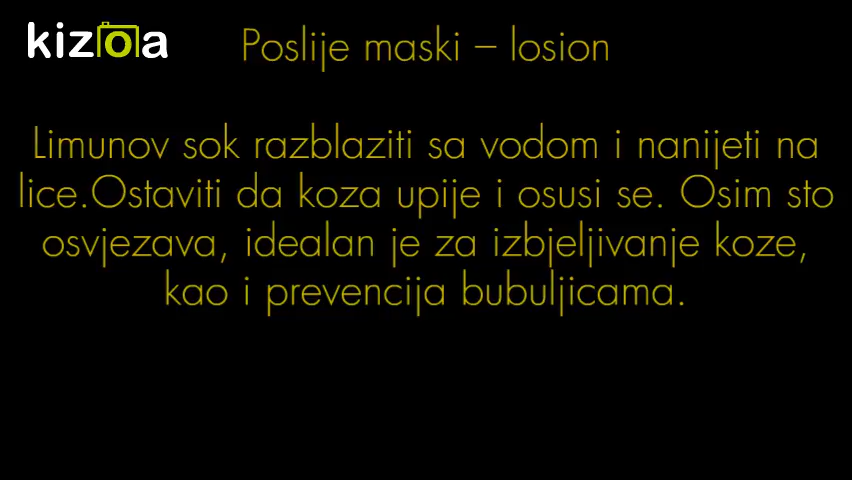 kizoa
Poslije maski – losion
Limunov sok razblaziti sa vodom i nanijeti na
lice.Ostaviti da koza upije i osusi se. Osim sto
osvjezava, idealan je za izbjeljivanje koze,
kao i prevencija bubuljicama.